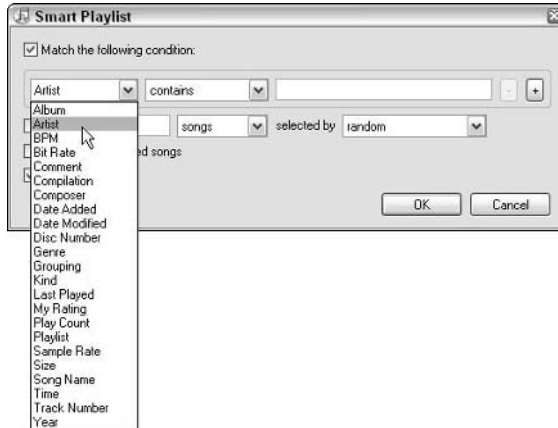 Smart Playlist
Match the following condition:
Artist contains - +
songs selected by random
ed songs
Album
Artist
BPM
Bit Rate
Comment
Compilation
Composer
Date Added
Date Modified
Disc Number
Genre
Grouping
Kind
Last Played
My Rating
Play Count
Playlist
Sample Rate
Size
Song Name
Time
Track Number
Year
OK Cancel